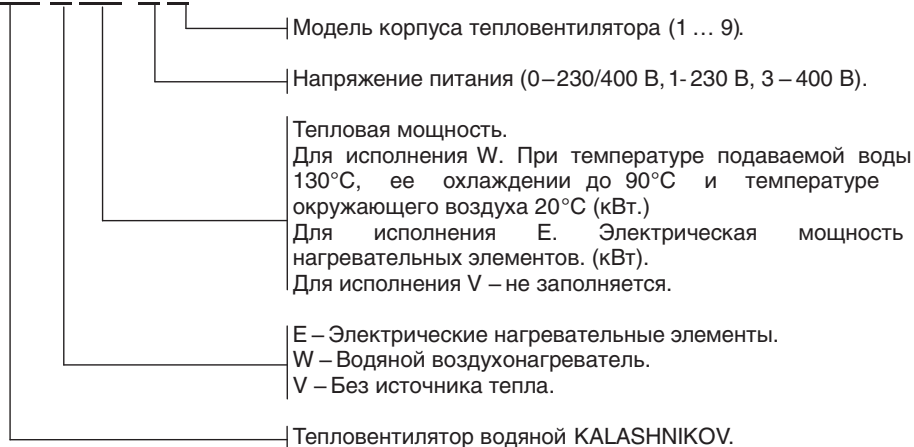 Модель корпуса тепловентилятора (1 … 9).
Напряжение питания (0–230/400 В, 1- 230 В, 3 – 400 В).
Тепловая мощность.
Для исполнения W. При температуре подаваемой воды
130°С, ее охлаждении до 90°С и температуре
окружающего воздуха 20°С (кВт.)
Для исполнения Е. Электрическая мощность
нагревательных элементов. (кВт).
Для исполнения V – не заполняется.
Е – Электрические нагревательные элементы.
W – Водяной воздухонагреватель.
V – Без источника тепла.
Тепловентилятор водяной KALASHNIKOV.